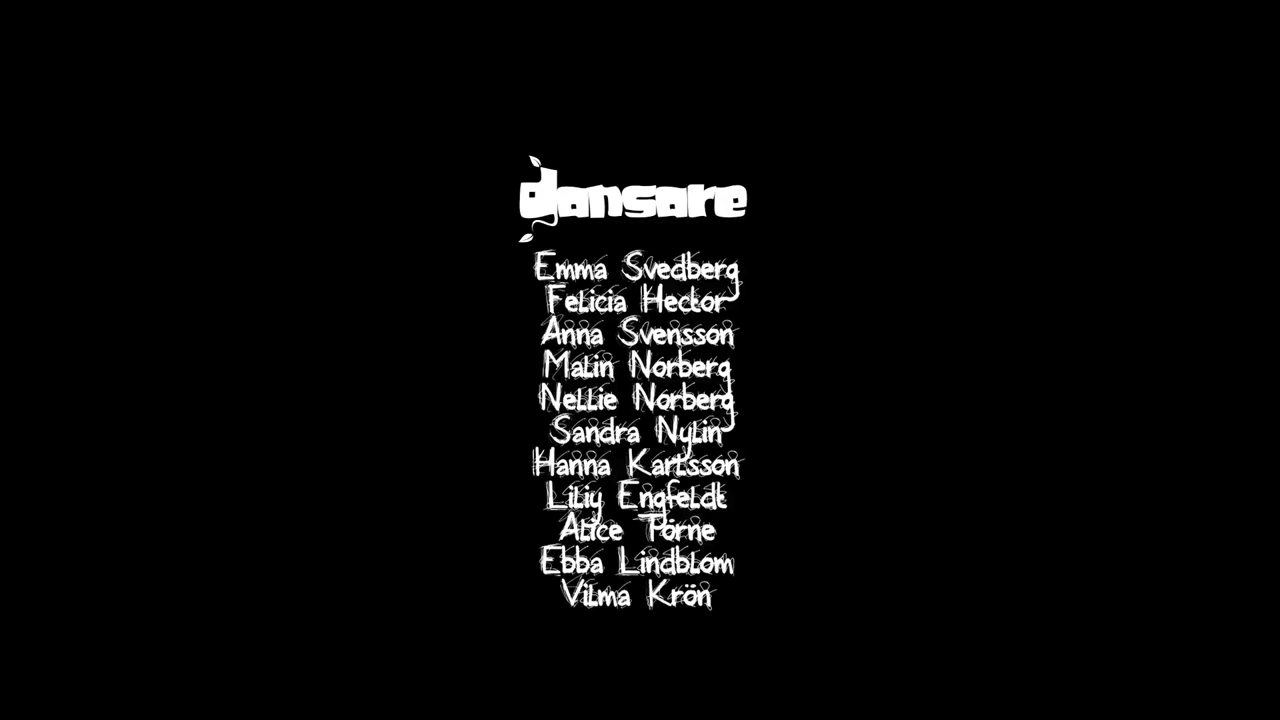 dansare
Emma Svedberg
Felicia Hector
Anna Svensson
Malin Norberg
Nellie Norberg
Sandra Nylin
Hanna Karlsson
Liliy Engfeldt
Alice Törne
Ebba Lindblom
Vilma Krön